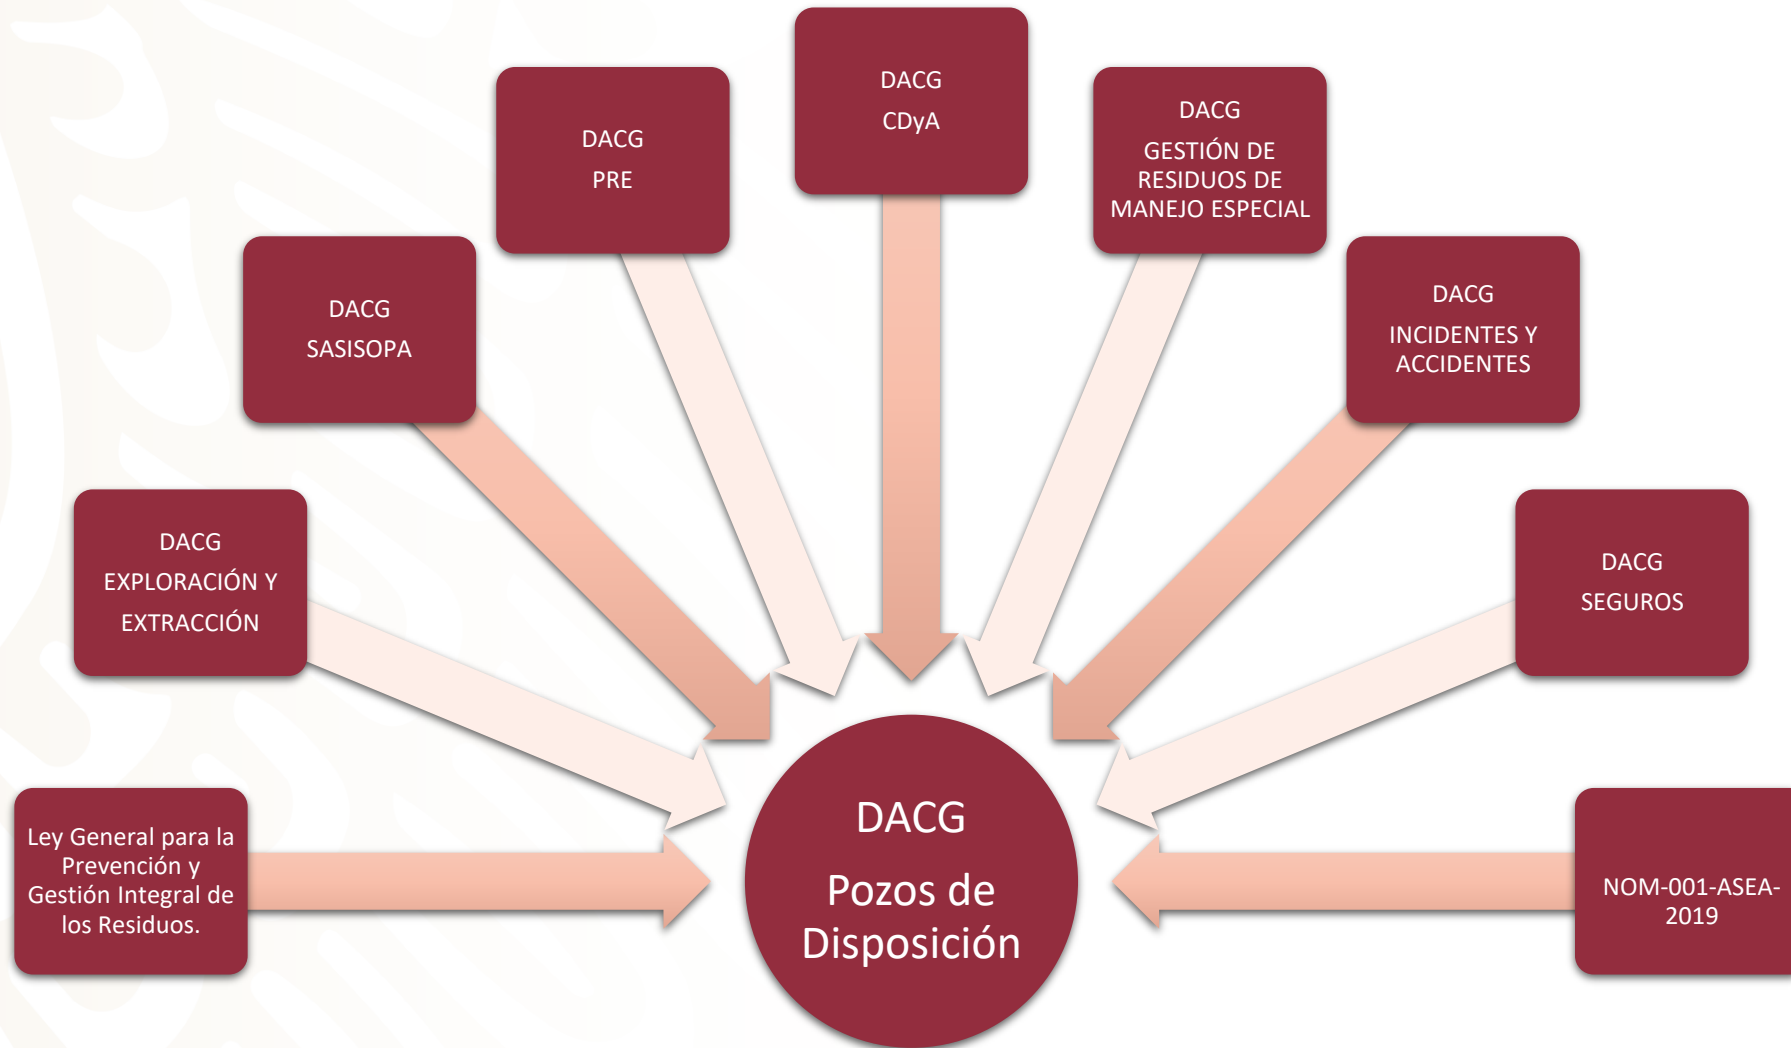 DACG
CDyA
DACG
PRE
DACG
GESTIÓN DE
RESIDUOS DE
MANEJO ESPECIAL
DACG
SASISOPA
DACG
INCIDENTES Y
ACCIDENTES
DACG
EXPLORACIÓN Y
EXTRACCIÓN
DACG
SEGUROS
Ley General para la
Prevención y
Gestión Integral de
los Residuos.
DACG
Pozos de
Disposición
NOM-001-ASEA-
2019